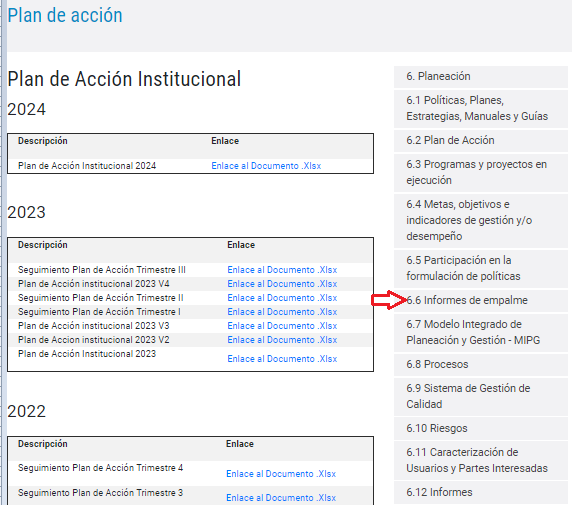 Plan de acción
Plan de Acción Institucional
2024
Descripción Enlace
Plan de Acción Institucional 2024 Enlace al Documento .Xlsx
2023
Descripción Enlace
Seguimiento Plan de Acción Trimestre III Enlace al Documento .Xlsx
Plan de Acción institucional 2023 V4 Enlace al Documento .Xlsx
Seguimiento Plan de Acción Trimestre II Enlace al Documento .Xlsx
Seguimiento Plan de Acción Trimestre I Enlace al Documento .Xlsx
Plan de Acción institucional 2023 V3 Enlace al Documento .Xlsx
Plan de Acción institucional 2023 V2 Enlace al Documento .Xlsx
Plan de Acción Institucional 2023 Enlace al Documento .Xlsx
2022
Descripción Enlace
Seguimiento Plan de Acción Trimestre 4 Enlace al Documento .Xlsx
Seguimiento Plan de Acción Trimestre 3 Enlace al Documento .Xlsx
6. Planeación
6.1 Políticas, Planes,
Estrategias, Manuales y Guías
6.2 Plan de Acción
6.3 Programas y proyectos en
ejecución
6.4 Metas, objetivos e
indicadores de gestión y/o
desempeño
6.5 Participación en la
formulación de políticas
6.6 Informes de empalme
6.7 Modelo Integrado de
Planeación y Gestión - MIPG
6.8 Procesos
6.9 Sistema de Gestión de
Calidad
6.10 Riesgos
6.11 Caracterización de
Usuarios y Partes Interesadas
6.12 Informes